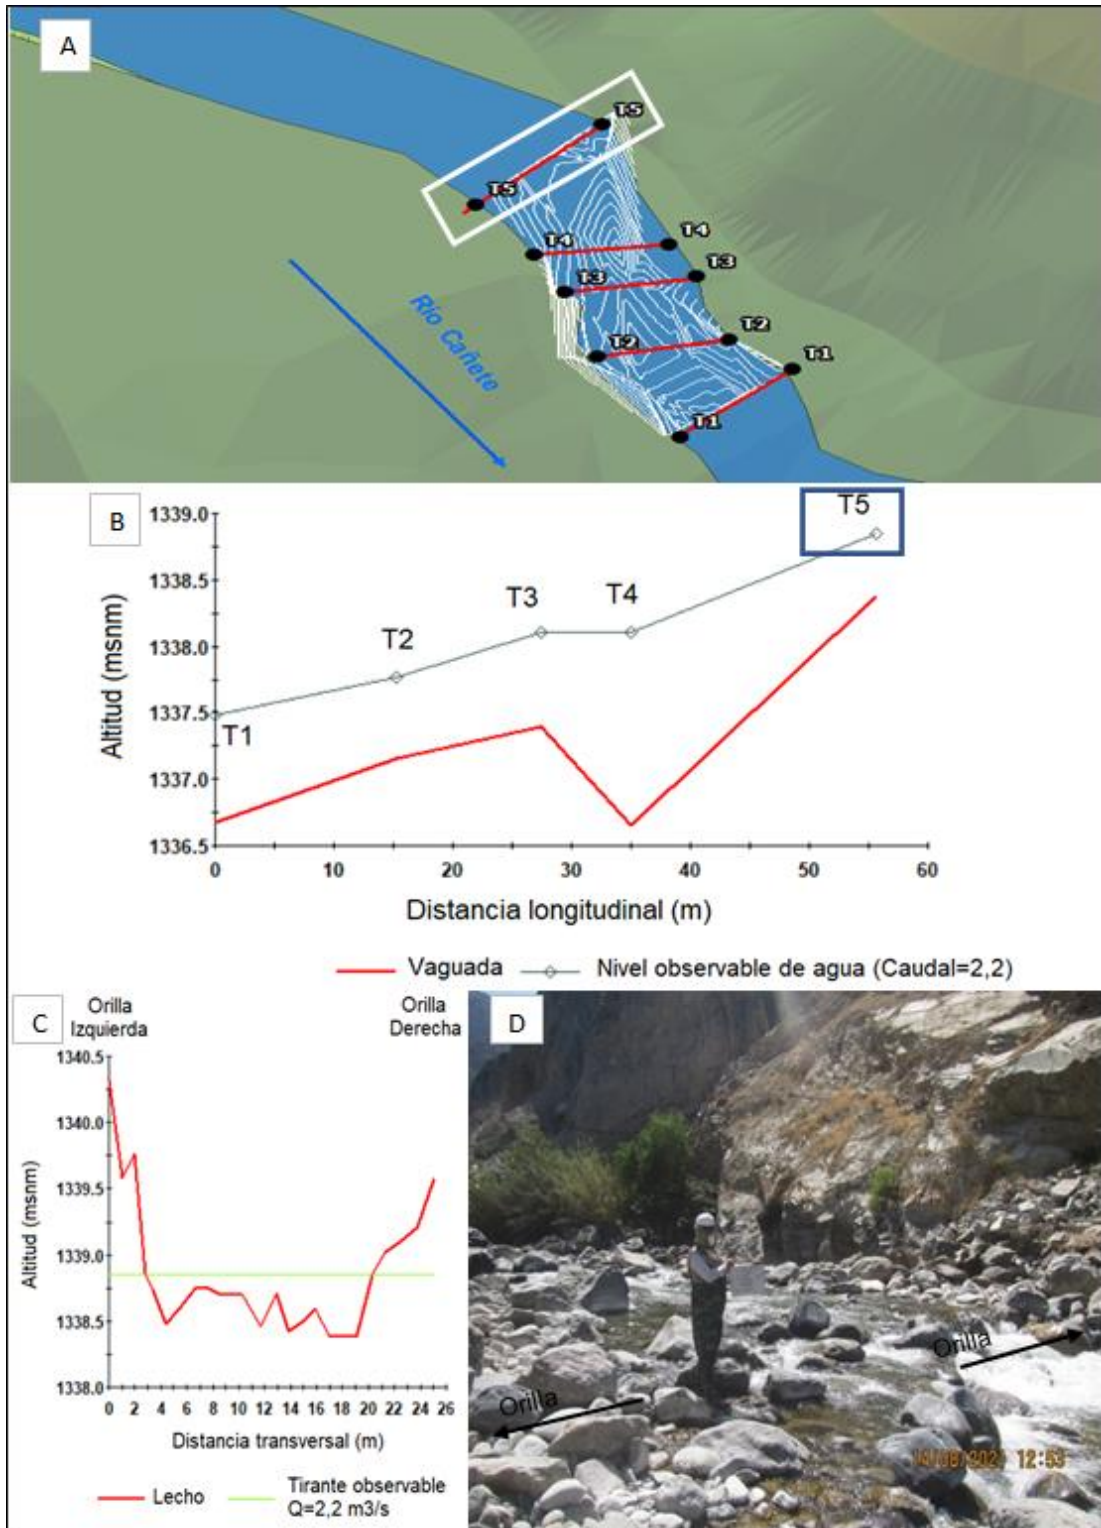 A
T5
T5
T4
T4
T3
T3
T2
T2
T1
T1
Río Cañete
B
1339.0
1338.5
1338.0
1337.5
1337.0
1336.5
Altitud (msnm)
T1
T2
T3
T4
T5
0 10 20 30 40 50 60
Distancia longitudinal (m)
Vaguada Nivel observable de agua (Caudal=2,2)
C
Orilla Izquierda
Orilla Derecha
1340.5
1340.0
1339.5
1339.0
1338.5
1338.0
Altitud (msnm)
0 2 4 6 8 10 12 14 16 18 20 22 24 26
Distancia transversal (m)
Lecho
Tirante observable
Q=2,2 m3/s
D
Orilla
Orilla
12:53